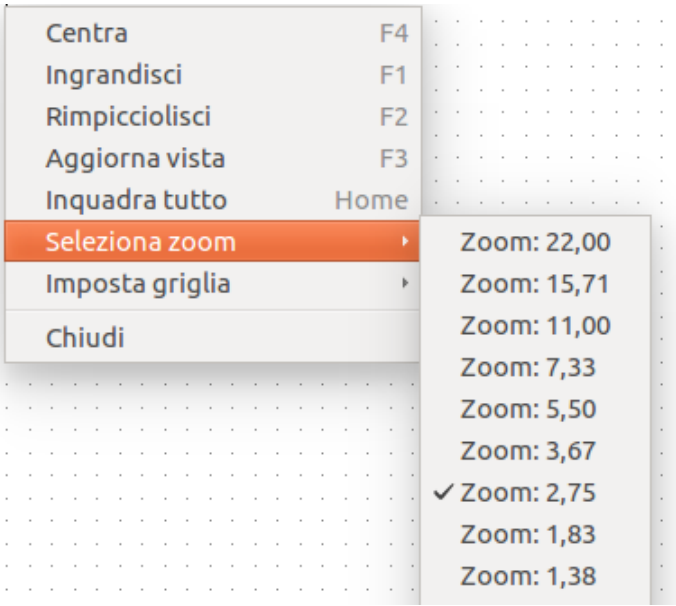 Centra F4
Ingrandisci F1
Rimpicciolisci F2
Aggiorna vista F3
Inquadra tutto Home
Seleziona zoom
Imposta griglia
Chiudi
Zoom: 22,00
Zoom: 15,71
Zoom: 11,00
Zoom: 7,33
Zoom: 5,50
Zoom: 3,67
Zoom: 2,75
Zoom: 1,83
Zoom: 1,38